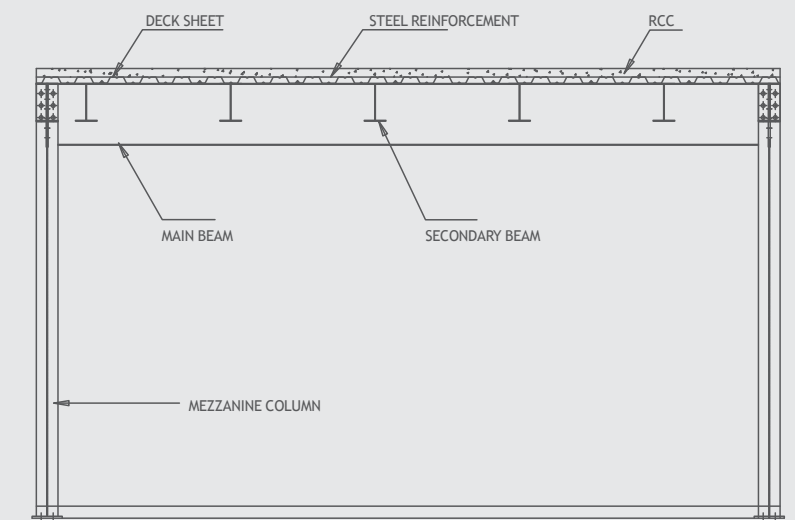 DECK SHEET
STEEL REINFORCEMENT
RCC
MAIN BEAM
SECONDARY BEAM
MEZZANINE COLUMN